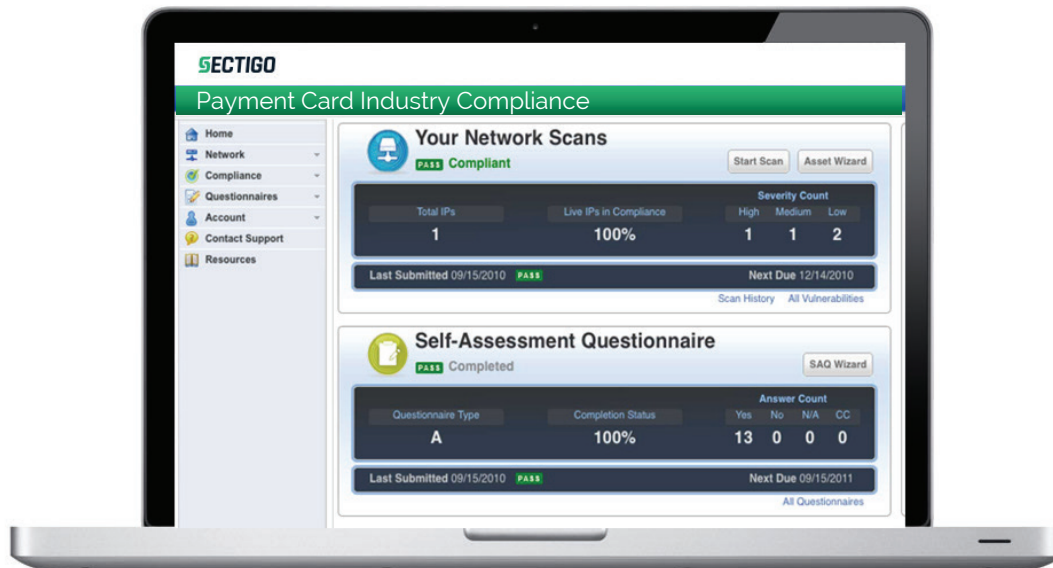 SECTIGO
Payment Card Industry Compliance
Home
Network
Compliance
Questionnaires
Account
Contact Support
Resources
Your Network Scans
PASS Compliant
Start Scan Asset Wizard
Severity Count
Total IPs Live IPs in Compliance High Medium Low
1 100% 1 1 2
Last Submitted 09/15/2010 PASS Next Due 12/14/2010
Scan History All Vulnerabilities
Self-Assessment Questionnaire
PASS Completed
SAQ Wizard
Answer Count
Questionnaire Type Completion Status Yes No N/A CC
A 100% 13 0 0 0
Last Submitted 09/15/2010 PASS Next Due 09/15/2011
All Questionnaires